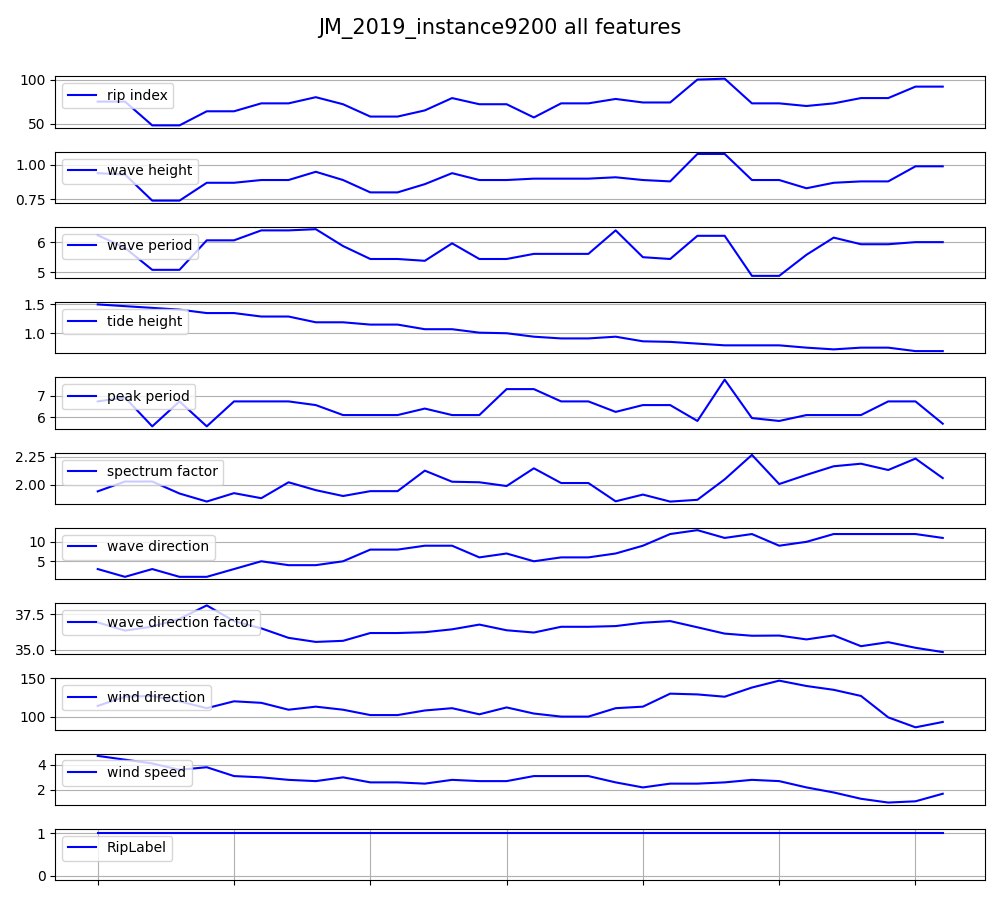 JM_2019_instance9200 all features
100
50
rip index
1.00
0.75
wave height
6
5
wave period
1.5
1.0
tide height
7
6
peak period
2.25
2.00
spectrum factor
10
5
wave direction
37.5
35.0
wave direction factor
150
100
wind direction
4
2
wind speed
1
0
RipLabel